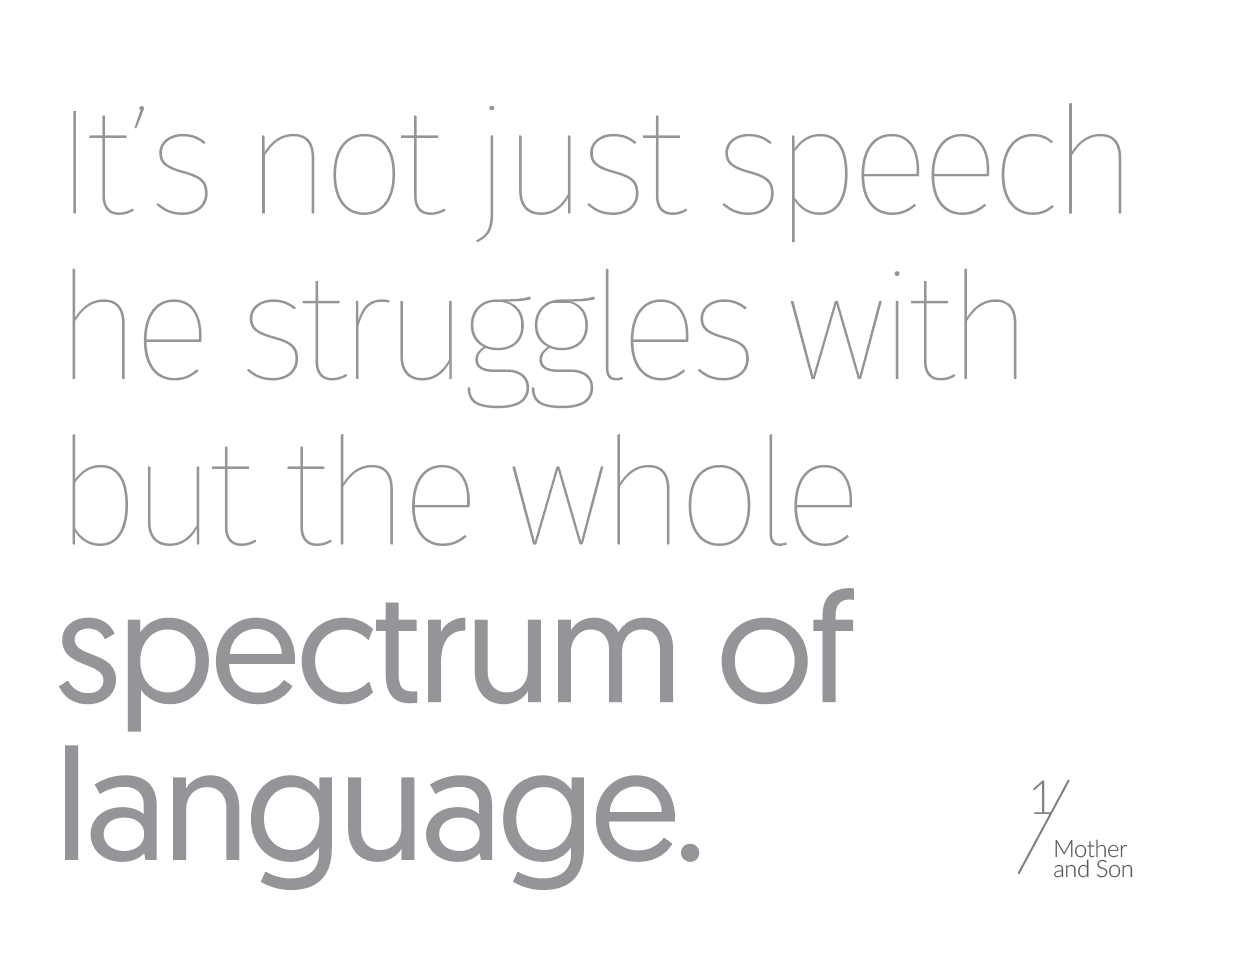 It’s not just speech
he struggles with
but the whole
spectrum of
language.
1/
Mother
and Son